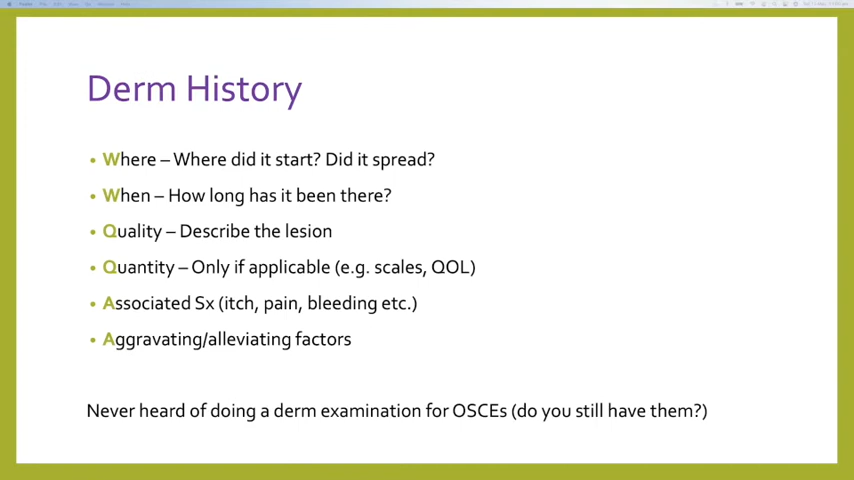 Derm History
• Where – Where did it start? Did it spread?
• When – How long has it been there?
• Quality – Describe the lesion
• Quantity – Only if applicable (e.g. scales, QOL)
• Associated Sx (itch, pain, bleeding etc.)
• Aggravating/alleviating factors
Never heard of doing a derm examination for OSCEs (do you still have them?)